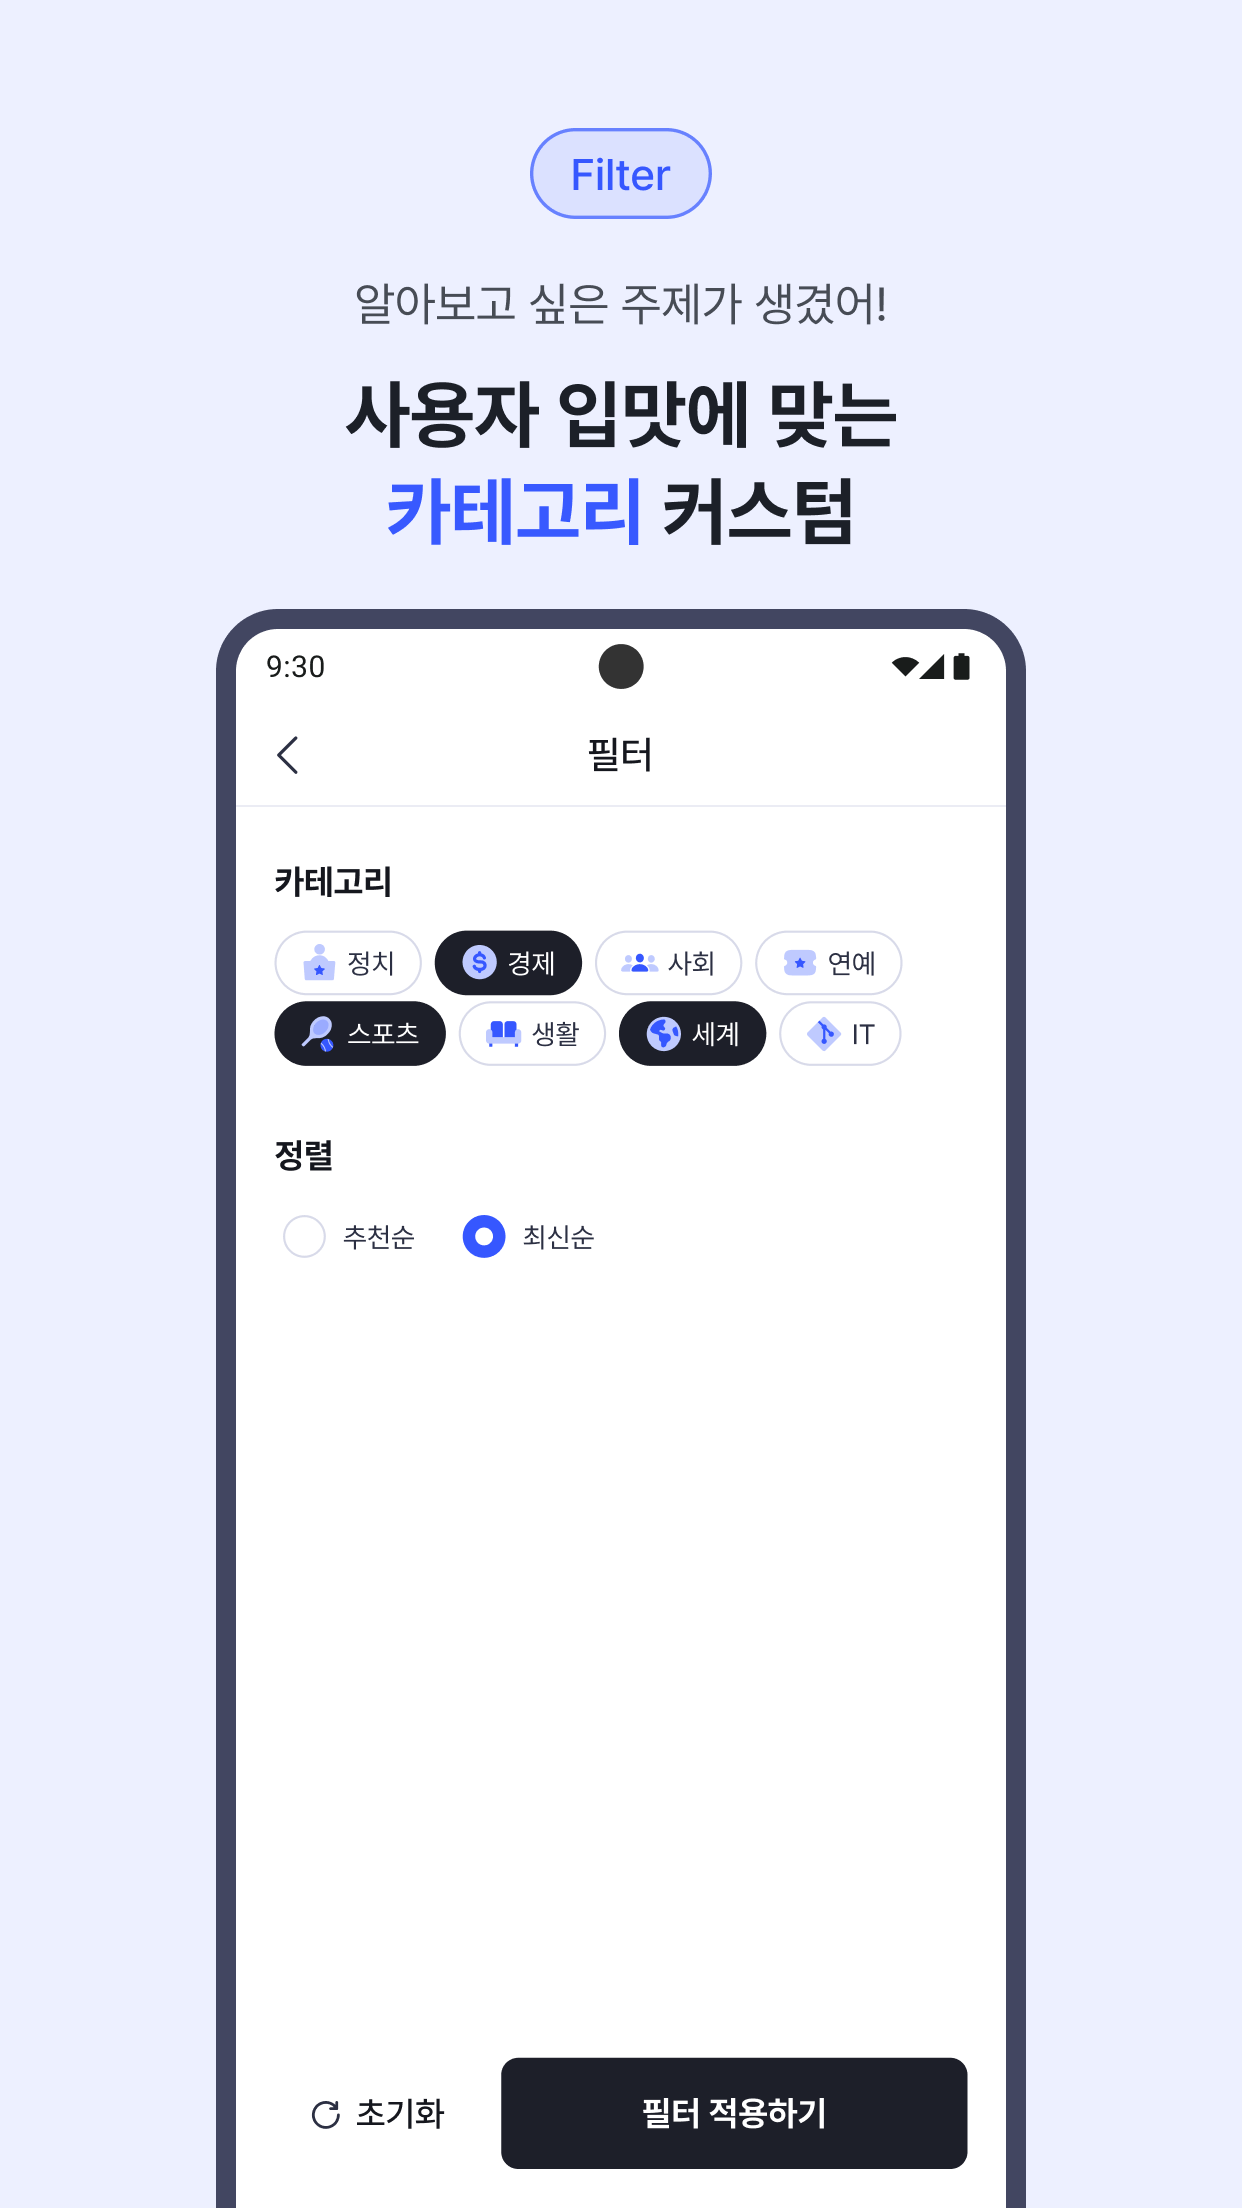 Filter
알아보고 싶은 주제가 생겼어!
사용자 입맛에 맞는
카테고리 커스텀
9:30
필터
카테고리
정치 경제 사회 연예
스포츠 생활 세계 IT
정렬
추천순 최신순
초기화 필터 적용하기